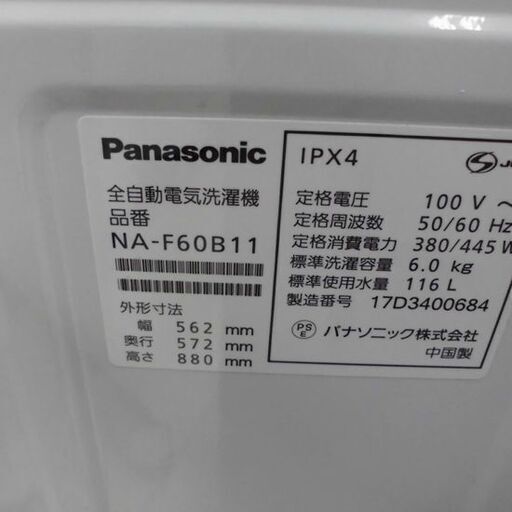 Panasonic
全自動電気洗濯機
品番
NA-F60B11
外形寸法
幅 562 mm
奥行 572 mm
高さ 880 mm
IPX4
定格電圧 100 V ~
定格周波数 50/60 Hz
定格消費電力 380/445 W
標準洗濯容量 6.0 kg
標準使用水量 116 L
製造番号 17D3400684
PS E パナソニック株式会社
中国製